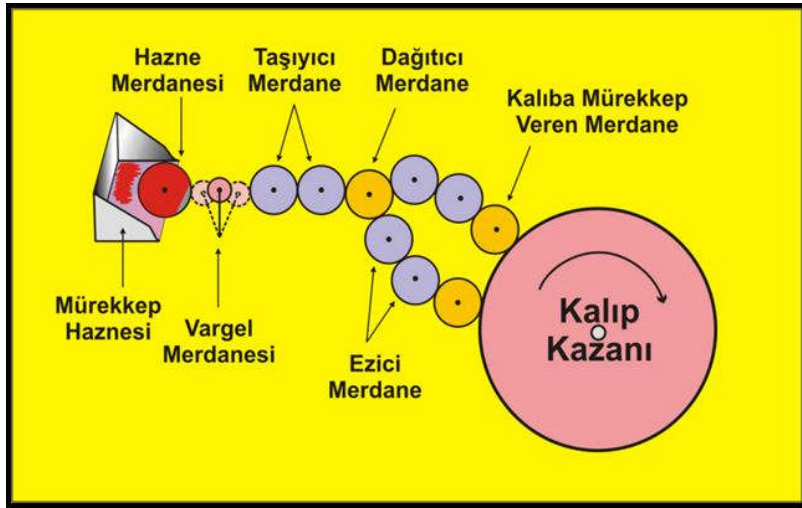 Hazne
Merdanesi
Taşıyıcı
Merdane
Dağıtıcı
Merdane
Kalıba Mürekkep
Veren Merdane
Mürekkep
Haznesi
Vargel
Merdanesi
Ezici
Merdane
Kalıp
Kazanı